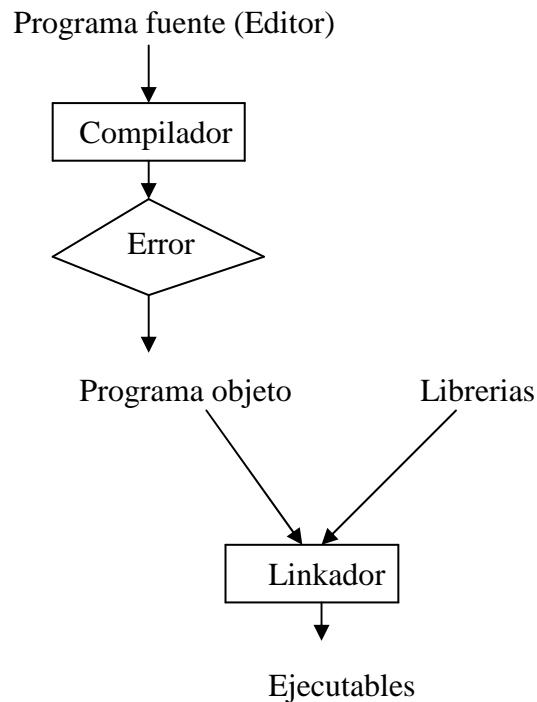 Programa fuente (Editor)
Compilador
Error
Programa objeto
Librerias
Linkador
Ejecutables